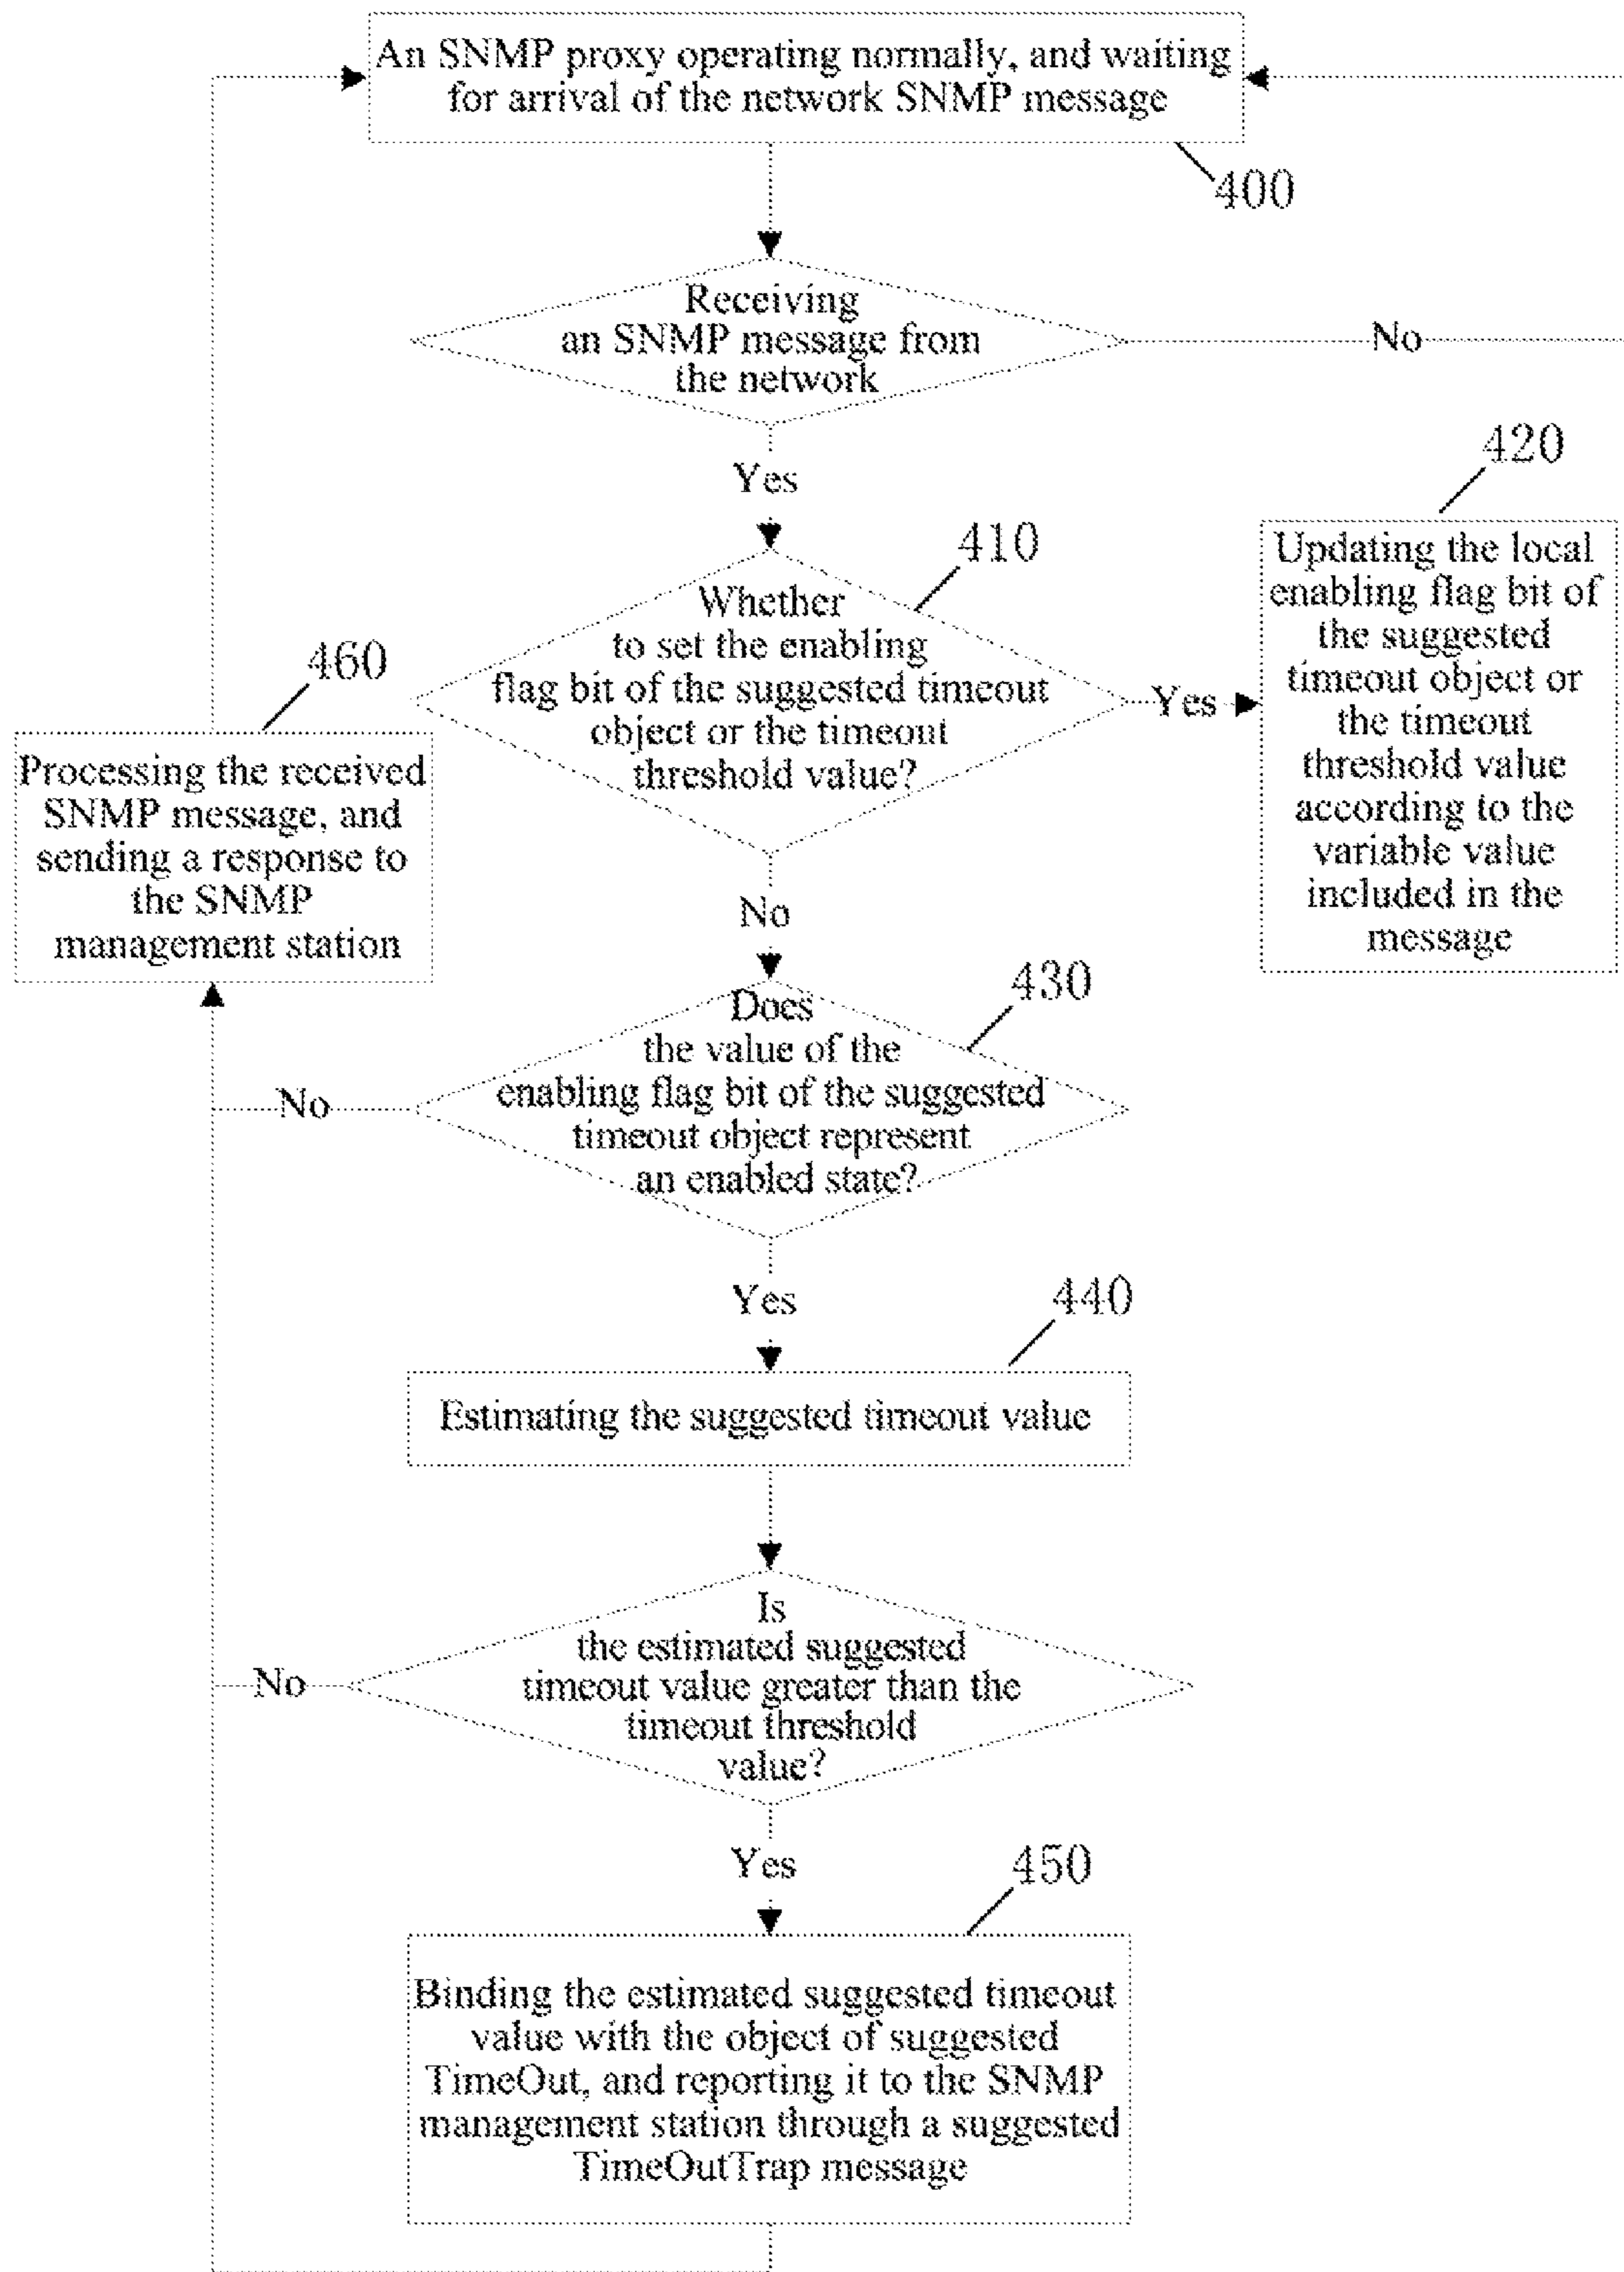 An SNMP proxy operating normally, and waiting
for arrival of the network SNMP message
400
Receiving
an SNMP message from
the network
No
Yes
420
410
Whether
to set the enabling
flag bit of the suggested timeout
object or the timeout
threshold value?
Yes
Updating the local
enabling flag bit of
the suggested
timeout object or
the timeout
threshold value
according to the
variable value
included in the
message
460
Processing the received
SNMP message, and
sending a response to
the SNMP
management station
No
430
Does
the value of the
enabling flag bit of the suggested
timeout object represent
an enabled state?
No
Yes
440
Estimating the suggested timeout value
Is
the estimated suggested
timeout value greater than the
timeout threshold
value?
No
Yes
450
Binding the estimated suggested timeout
value with the object of suggested
TimeOut, and reporting it to the SNMP
management station through a suggested
TimeOutTrap message